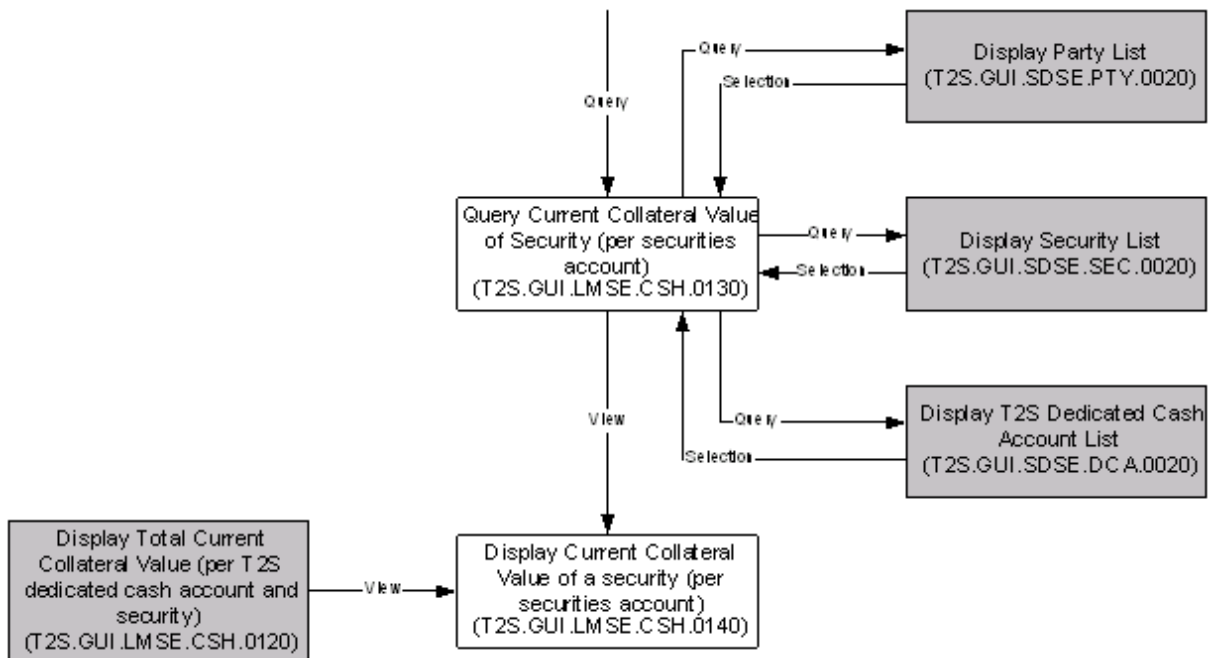 Query
Display Party List
(T2S.GUI.SDSE.PTY.0020)
Selection
Query
Query Current Collateral Value
of Security (per securities
account)
(T2S.GUI.LMSE.CSH.0130)
Query
Display Security List
(T2S.GUI.SDSE.SEC.0020)
Selection
View
Query
Display T2S Dedicated Cash
Account List
(T2S.GUI.SDSE.DCA.0020)
Selection
Display Total Current
Collateral Value (per T2S
dedicated cash account and
security)
(T2S.GUI.LMSE.CSH.0120)
View
Display Current Collateral
Value of a security (per
securities account)
(T2S.GUI.LMSE.CSH.0140)